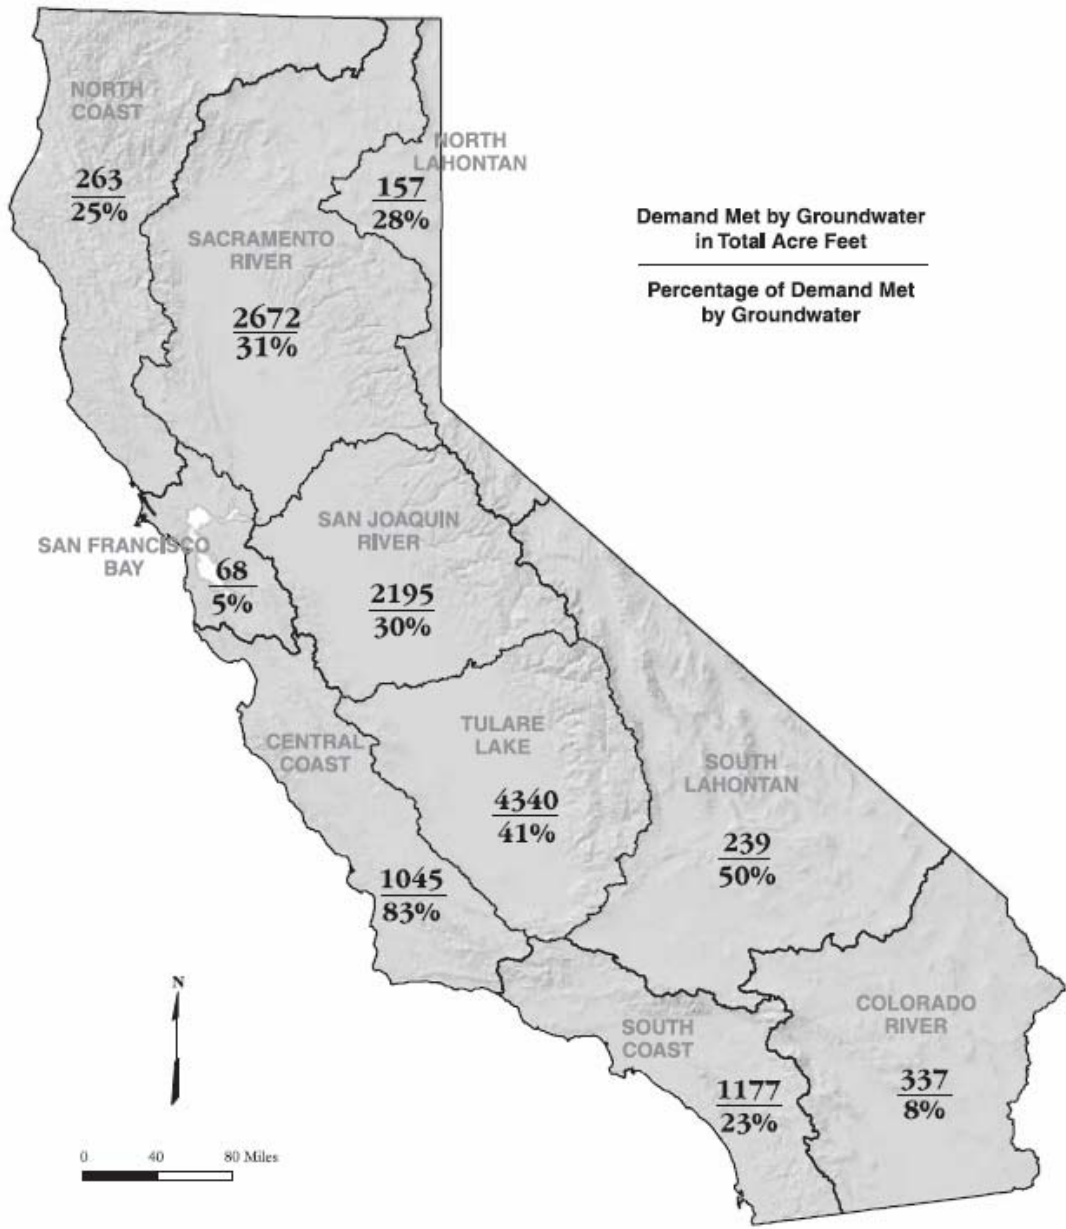 NORTH
COAST
263
25%
NORTH
LAHONTAN
157
28%
Demand Met by Groundwater
in Total Acre Feet
Percentage of Demand Met
by Groundwater
SACRAMENTO
RIVER
2672
31%
SAN FRANCISCO
BAY
68
5%
SAN JOAQUIN
RIVER
2195
30%
CENTRAL
COAST
1045
83%
TULARE
LAKE
4340
41%
SOUTH
LAHONTAN
239
50%
N
SOUTH
COAST
1177
23%
COLORADO
RIVER
337
8%
0 40 80 Miles